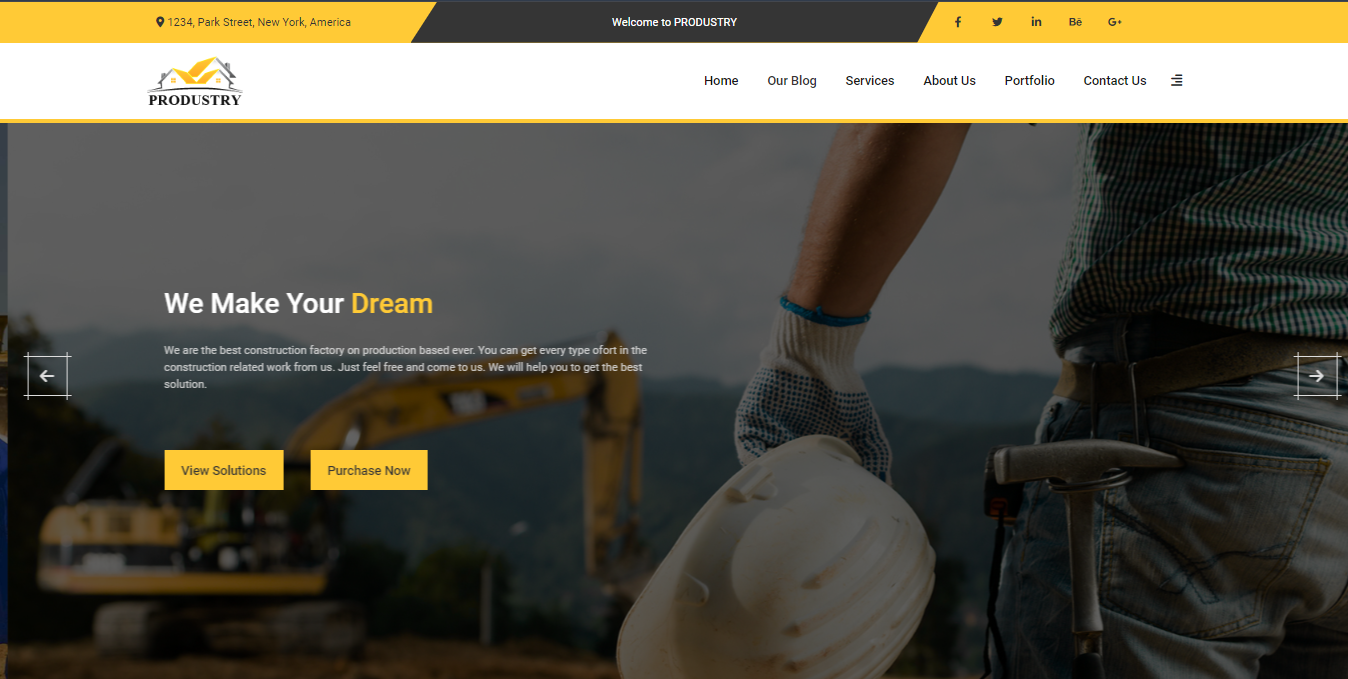 1234, Park Street, New York, America
Welcome to PRODUSTRY
Bē
G+
PRODUSTRY
Home
Our Blog
Services
About Us
Portfolio
Contact Us
We Make Your Dream
We are the best construction factory on production based ever. You can get every type ofort in the
construction related work from us. Just feel free and come to us. We will help you to get the best
solution.
View Solutions
Purchase Now